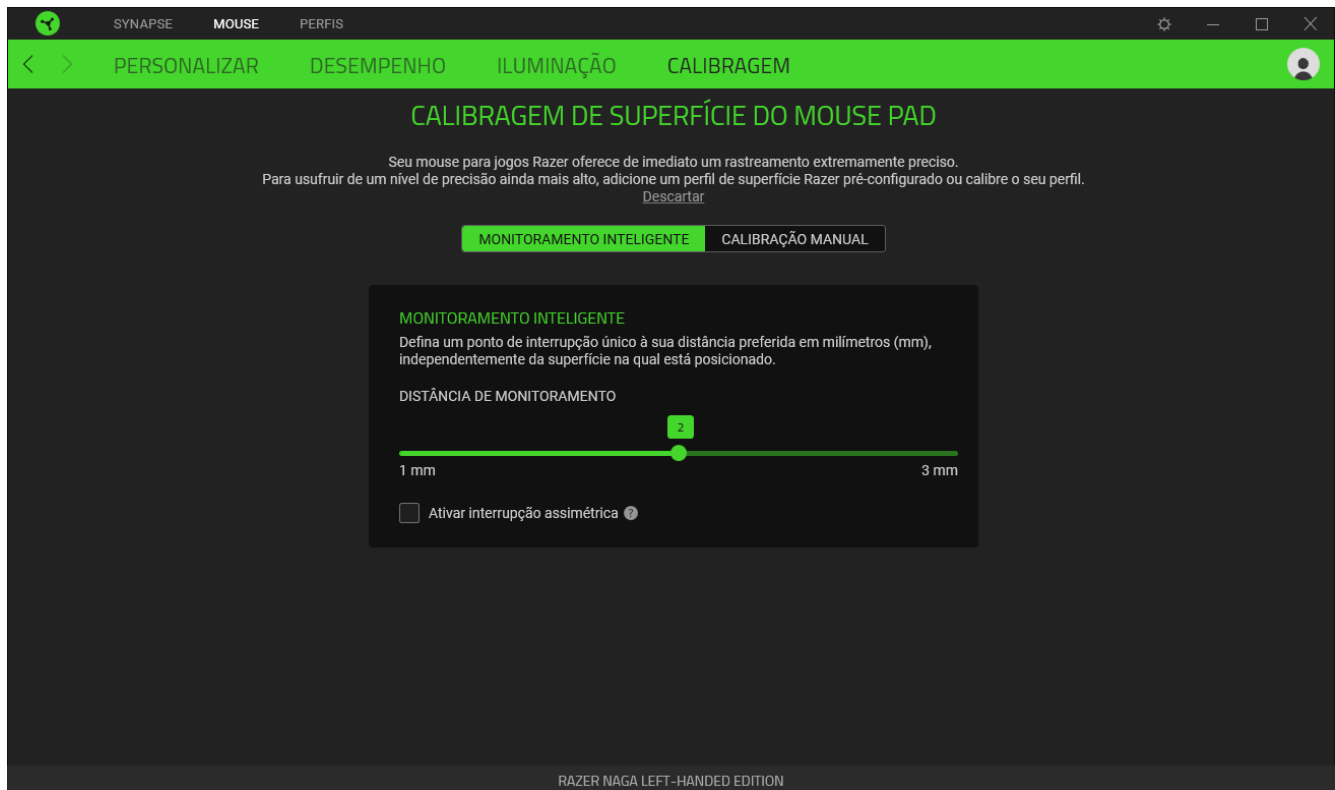 SYNAPSE MOUSE PERFIS
PERSONALIZAR DESEMPENHO ILUMINAÇÃO CALIBRAGEM
CALIBRAGEM DE SUPERFÍCIE DO MOUSE PAD
Seu mouse para jogos Razer oferece de imediato um rastreamento extremamente preciso.
Para usufruir de um nível de precisão ainda mais alto, adicione um perfil de superfície Razer pré-configurado ou calibre o seu perfil.
Descartar
MONITORAMENTO INTELIGENTE CALIBRAÇÃO MANUAL
MONITORAMENTO INTELIGENTE
Defina um ponto de interrupção único à sua distância preferida em milímetros (mm),
independentemente da superfície na qual está posicionado.
DISTÂNCIA DE MONITORAMENTO
2
1 mm 3 mm
Ativar interrupção assimétrica ?
RAZER NAGA LEFT-HANDED EDITION